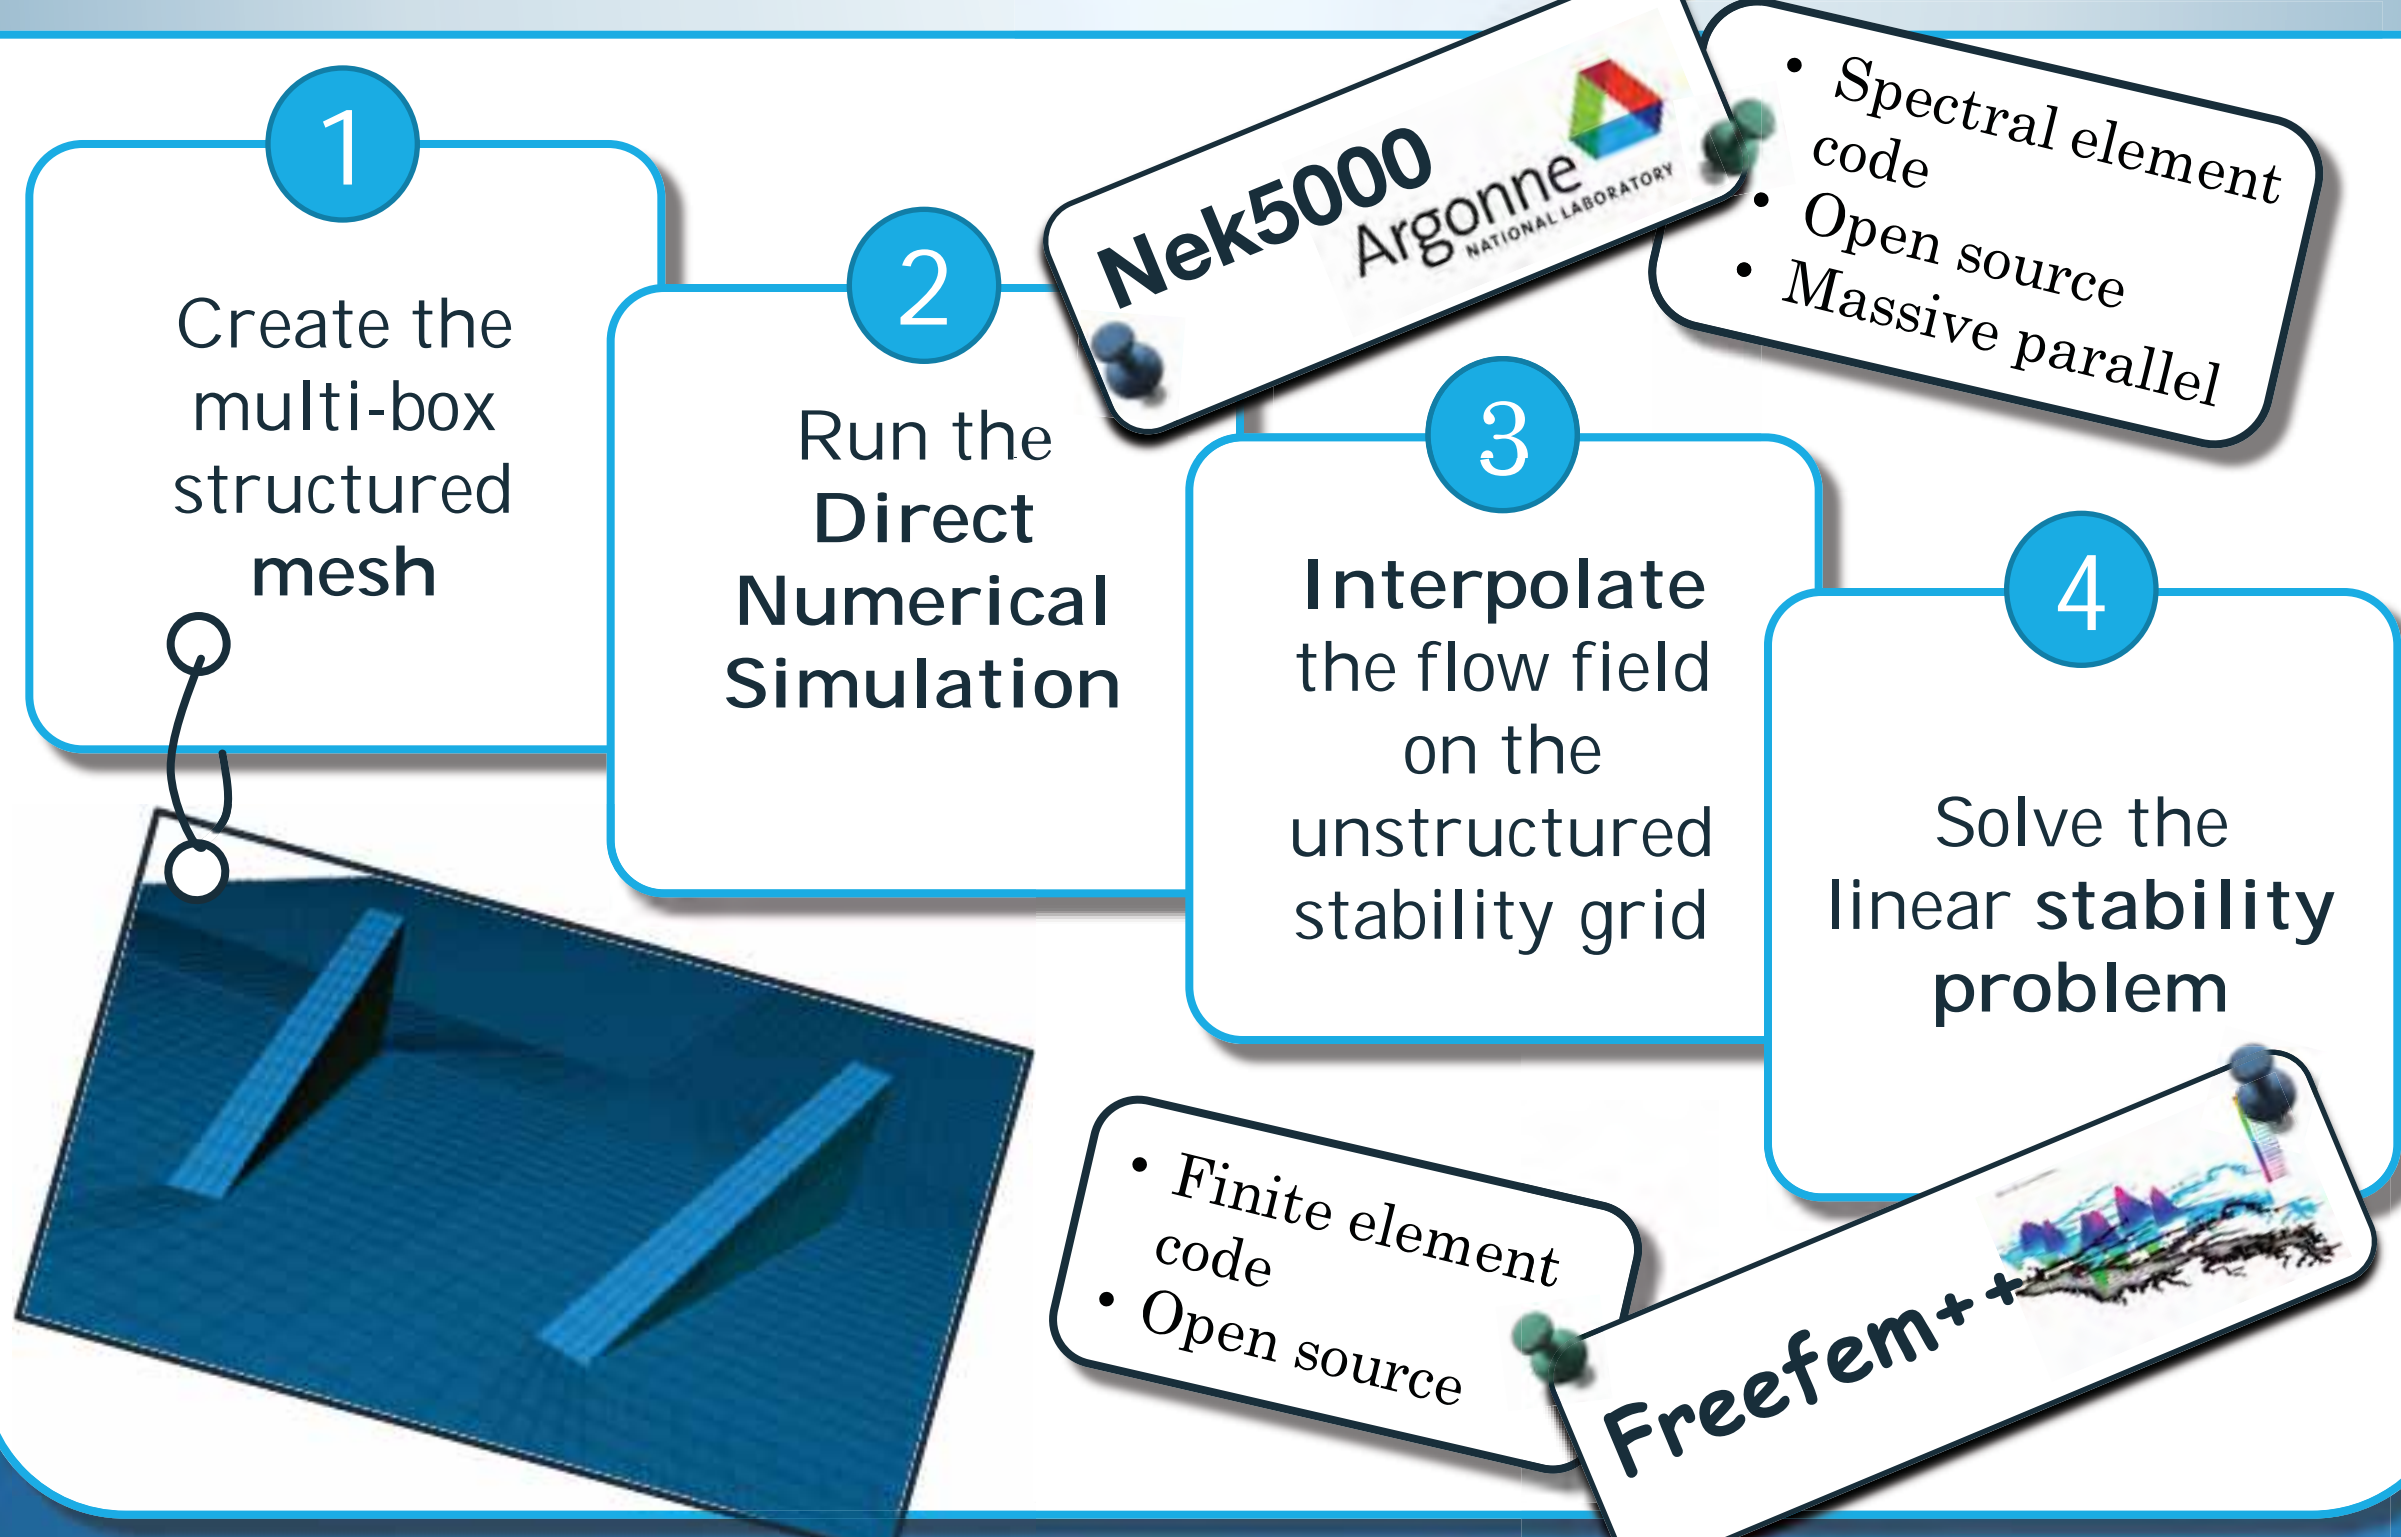 1
Create the
multi-box
structured
mesh
2
Run the
Direct
Numerical
Simulation
Nek5000
Argonne
NATIONAL LABORATORY
• Spectral element
code
• Open source
• Massive parallel
3
Interpolate
the flow field
on the
unstructured
stability grid
4
Solve the
linear stability
problem
• Finite element
code
• Open source
Freefem++